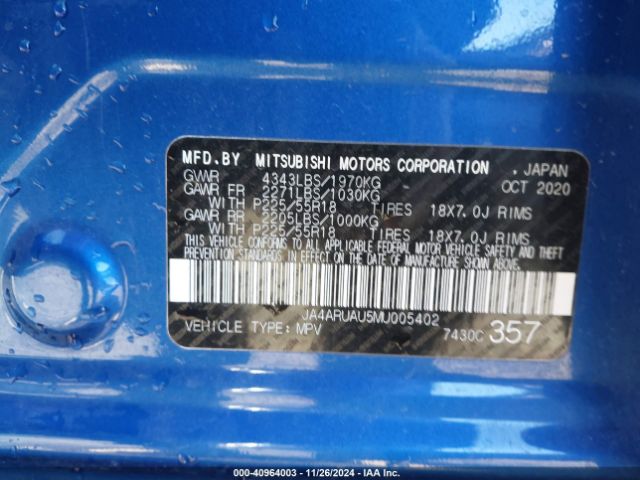 MFD.BY MITSUBISHI MOTORS CORPORATION . JAPAN
GVWR 4343LBS/1970KG OCT 2020
GAWR FR 2271LBS/1030KG
WITH P225/55R18 TIRES 18X7.0J RIMS
GAWR RR 2205LBS/1000KG
WITH P225/55R18 TIRES 18X7.0J RIMS
THIS VEHICLE CONFORMS TO ALL APPLICABLE FEDERAL MOTOR VEHICLE SAFETY AND THEFT
PREVENTION STANDARDS IN EFFECT ON THE DATE OF MANUFACTURE SHOWN ABOVE.
JA4ARUAU5MU005402
VEHICLE TYPE: MPV 7430C 357
00-40964003 - 11/26/2024 - IAA Inc.